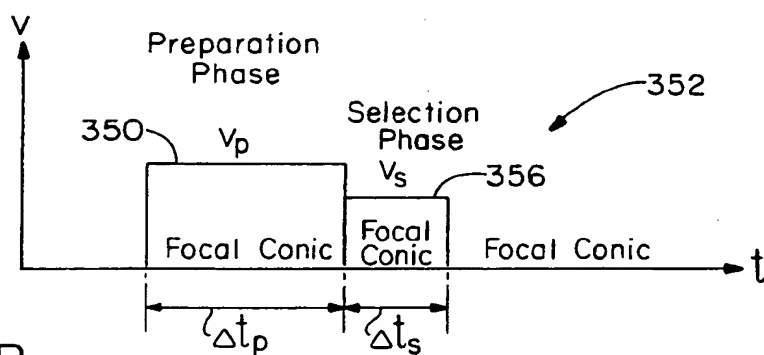 V
Preparation
Phase
352
350
Vp
Selection
Phase
Vs
356
Focal Conic
Focal
Conic
Focal Conic
t
Δtp
Δts